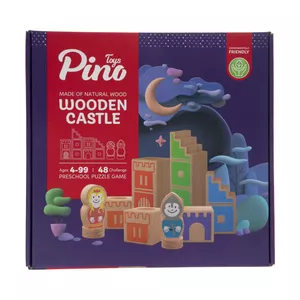 Toys
Pino
MADE OF NATURAL WOOD
WOODEN
CASTLE
Ages 4-99 | 48 Challenge
PRESCHOOL PUZZLE GAME
FRIENDLY